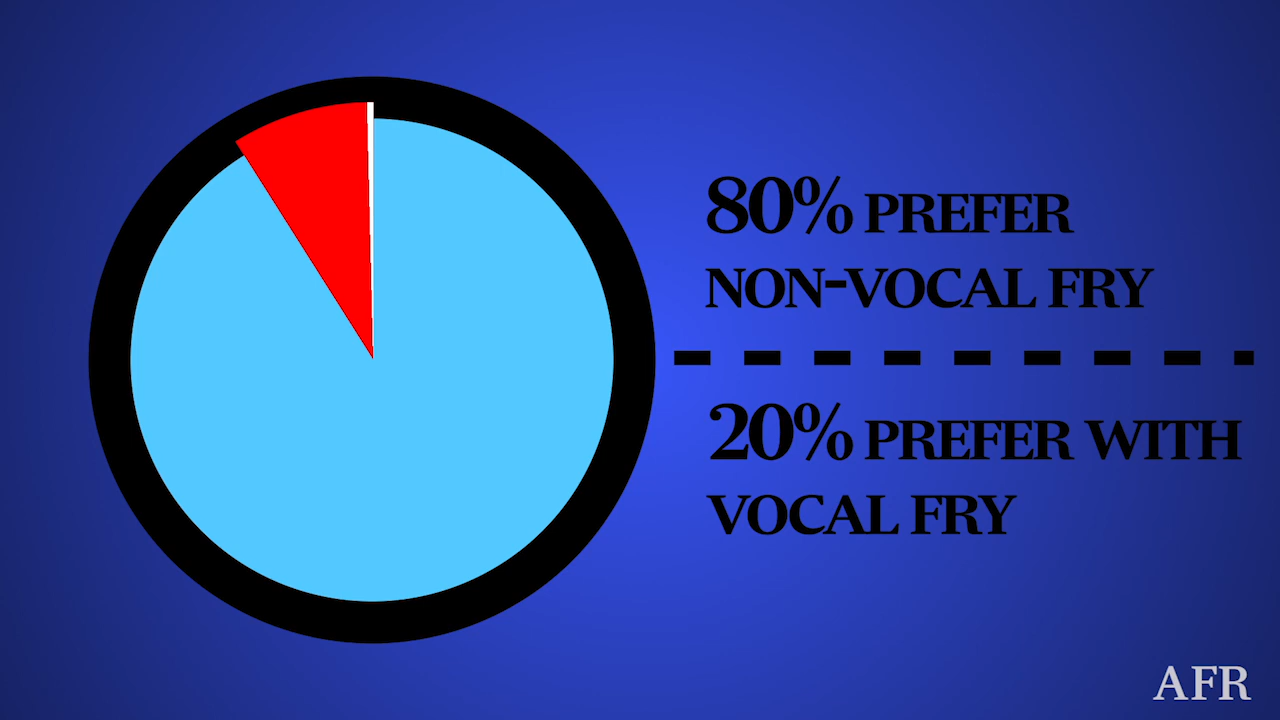 80% PREFER
NON-VOCAL FRY
20% PREFER WITH
VOCAL FRY
AFR